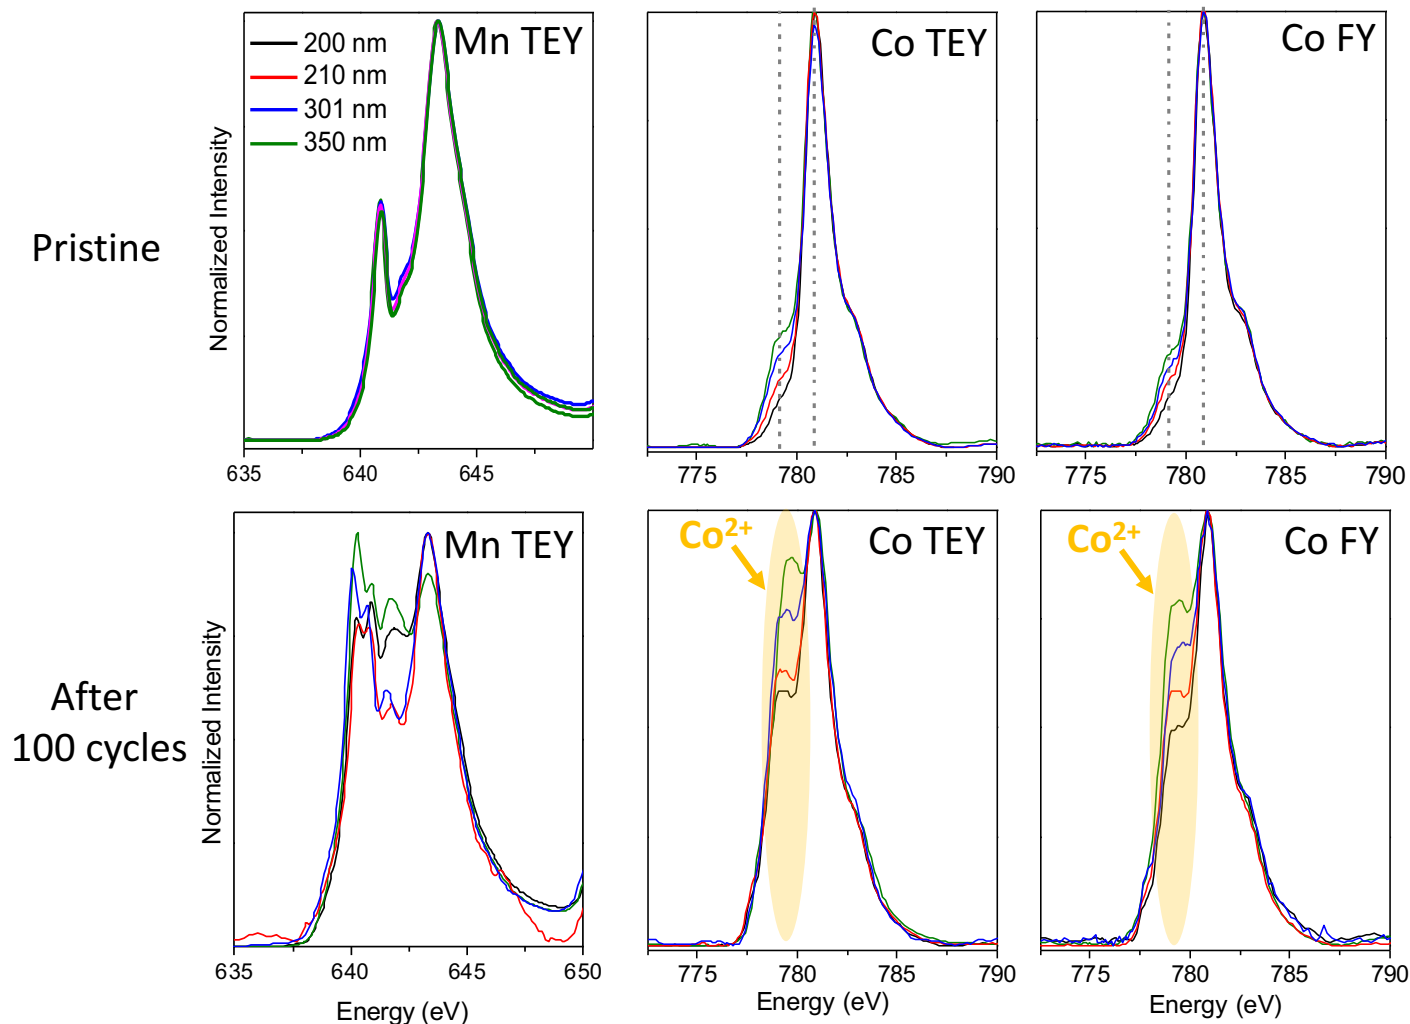 Mn TEY
200 nm
210 nm
301 nm
350 nm
Co TEY
Co FY
Normalized Intensity
Pristine
635 640 645
775 780 785 790
775 780 785 790
Mn TEY
Co²⁺
Co TEY
Co²⁺
Co FY
Normalized Intensity
After
100 cycles
635 640 645 650
775 780 785 790
775 780 785 790
Energy (eV)
Energy (eV)
Energy (eV)